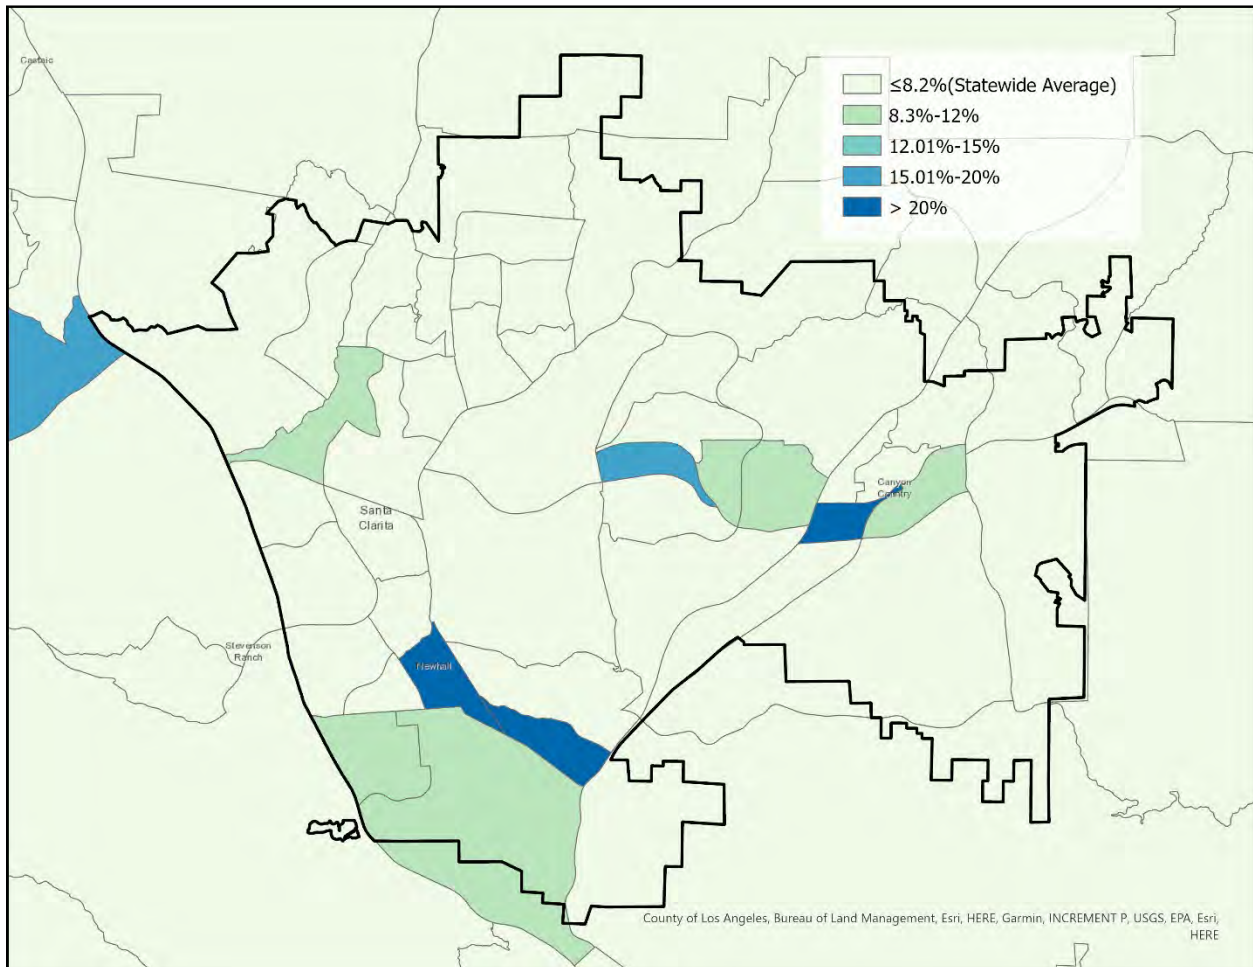 Castaic
≤8.2%(Statewide Average)
8.3%-12%
12.01%-15%
15.01%-20%
> 20%
Canyon
Country
Santa
Clarita
Stevenson
Ranch
Newhall
County of Los Angeles, Bureau of Land Management, Esri, HERE, Garmin, INCREMENT P, USGS, EPA, Esri,
HERE